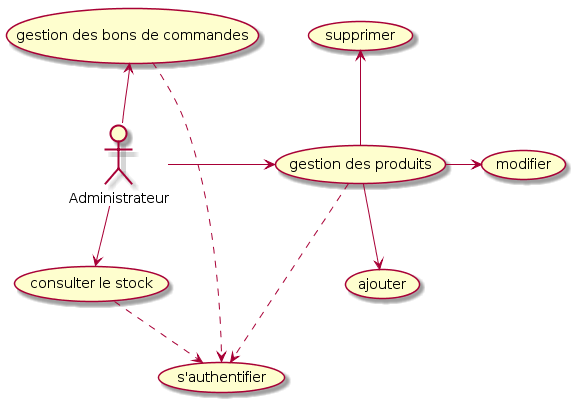 gestion des bons de commandes
supprimer
gestion des produits
modifier
Administrateur
consulter le stock
ajouter
s'authentifier